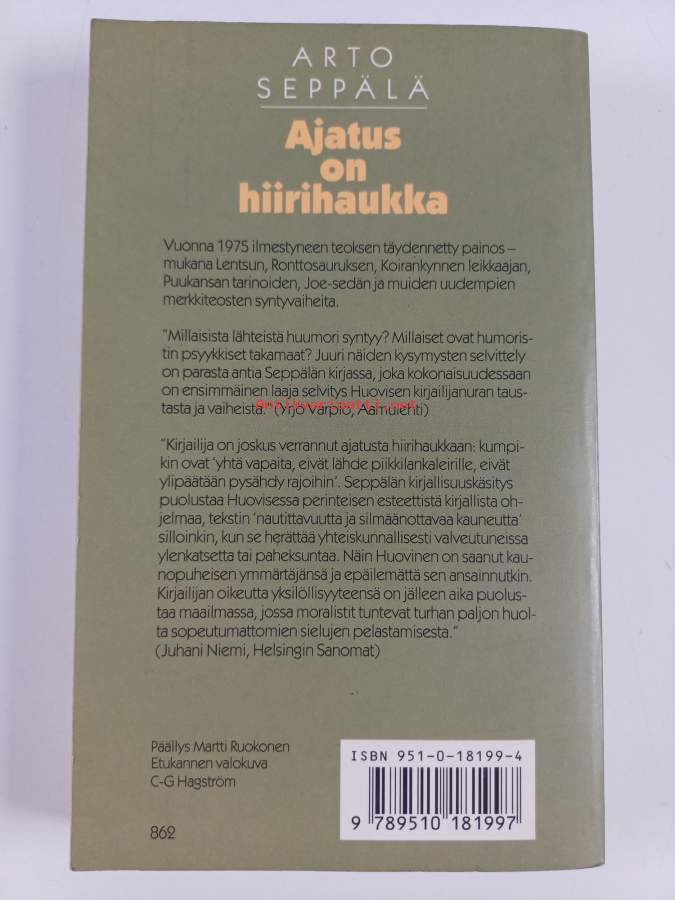 ARTO
SEPPÄLÄ
Ajatus
on
hiirihaukka
Vuonna 1975 ilmestyneen teoksen täydennetty painos –
mukana Lentsun, Ronttosauruksen, Koirankynnen leikkaajan,
Puukansan tarinoiden, Joe-sedän ja muiden uudempien
merkkiteosten syntyvaiheita.
"Millaisista lähteistä huumori syntyy? Millaiset ovat humoris-
tin psyykkiset takamaat? Juuri näiden kysymysten selvittely
on parasta antia Seppälän kirjassa, joka kokonaisuudessaan
on ensimmäinen laaja selvitys Huovisen kirjailijanuran taus-
tasta ja vaiheista." (Yrjö Varpio, Aamulehti)
Antikvariaatti.net
"Kirjailija on joskus verrannut ajatusta hiirihaukkaan: kumpi-
kin ovat 'yhtä vapaita, eivät lähde piikkilankaleirille, eivät
ylipäätään pysähdy rajoihin'. Seppälän kirjallisuuskäsitys
puolustaa Huovisessa perinteisen esteettistä kirjallista oh-
jelmaa, tekstin 'nautittavuutta ja silmäänottavaa kauneutta'
silloinkin, kun se herättää yhteiskunnallisesti valveutuneissa
ylenkatsetta tai paheksuntaa. Näin Huovinen on saanut kau-
nopuheisen ymmärtäjänsä ja epäilemättä sen ansainnutkin.
Kirjailijan oikeutta yksilöllisyyteensä on jälleen aika puolus-
taa maailmassa, jossa moralistit tuntevat turhan paljon huol-
ta sopeutumattomien sielujen pelastamisesta."
(Juhani Niemi, Helsingin Sanomat)
Päällys Martti Ruokonen
Etukannen valokuva
C-G Hagström
862
ISBN 951-0-18199-4
9 789510 181997